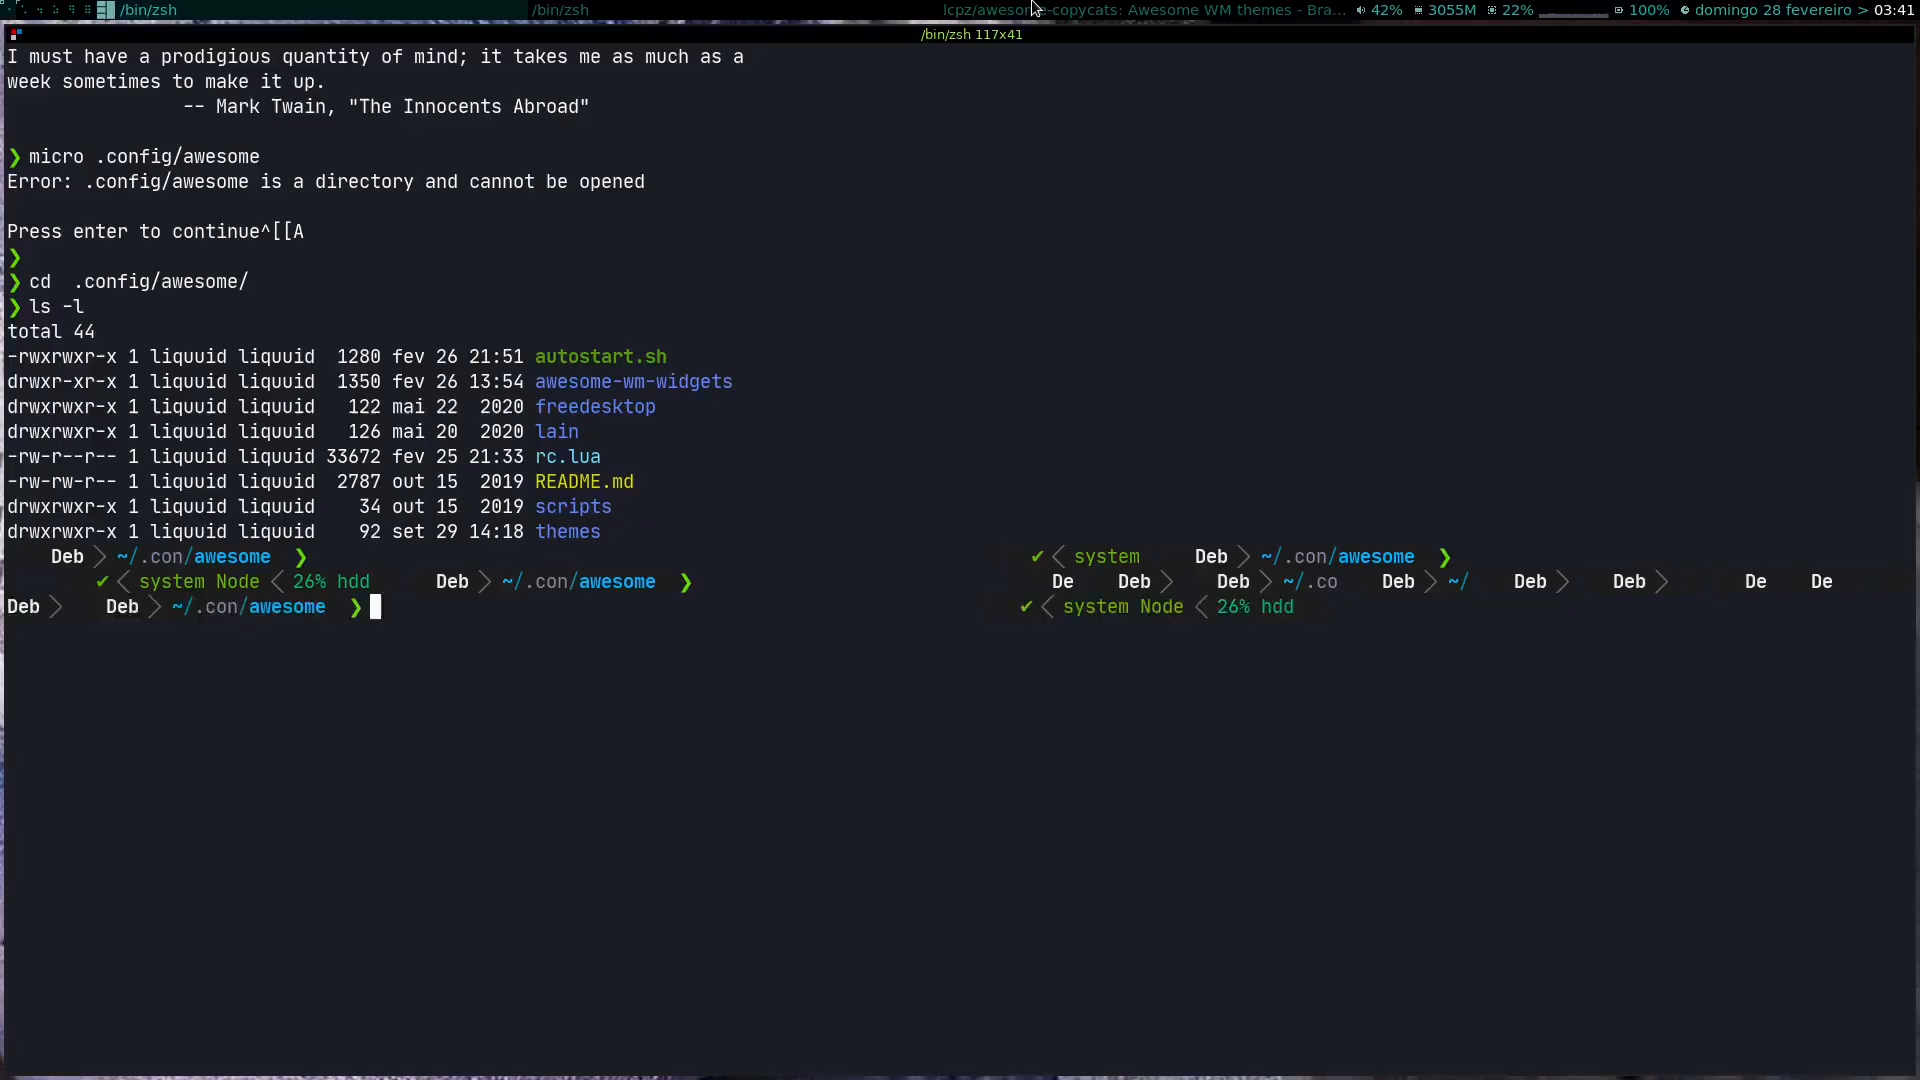 /bin/zsh /bin/zsh lcpz/awesome-copycats: Awesome WM themes - Bra... 42% 3055M 22% 100% domingo 28 fevereiro > 03:41
/bin/zsh 117x41
I must have a prodigious quantity of mind; it takes me as much as a
week sometimes to make it up.
-- Mark Twain, "The Innocents Abroad"
❯ micro .config/awesome
Error: .config/awesome is a directory and cannot be opened
Press enter to continue^[[A
❯
❯ cd  .config/awesome/
❯ ls -l
total 44
-rwxrwxr-x 1 liquuid liquuid  1280 fev 26 21:51 autostart.sh
drwxr-xr-x 1 liquuid liquuid  1350 fev 26 13:54 awesome-wm-widgets
drwxrwxr-x 1 liquuid liquuid   122 mai 22  2020 freedesktop
drwxrwxr-x 1 liquuid liquuid   126 mai 20  2020 lain
-rw-r--r-- 1 liquuid liquuid 33672 fev 25 21:33 rc.lua
-rw-rw-r-- 1 liquuid liquuid  2787 out 15  2019 README.md
drwxrwxr-x 1 liquuid liquuid    34 out 15  2019 scripts
drwxrwxr-x 1 liquuid liquuid    92 set 29 14:18 themes
Deb > ~/.con/awesome ❯ ✔ < system Deb > ~/.con/awesome ❯
✔ < system Node < 26% hdd Deb > ~/.con/awesome ❯ De Deb > Deb > ~/.co Deb > ~/ Deb > Deb > De De
Deb > Deb > ~/.con/awesome ❯ ✔ < system Node < 26% hdd